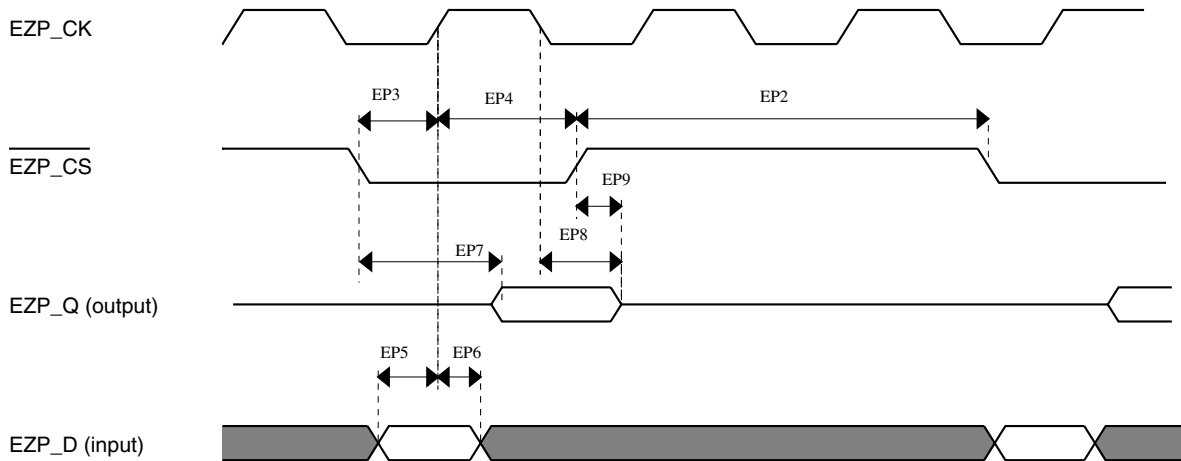 EZP_CK
EP3
EP4
EP2
EZP_CS
EP9
EP8
EP7
EZP_Q (output)
EP5
EP6
EZP_D (input)